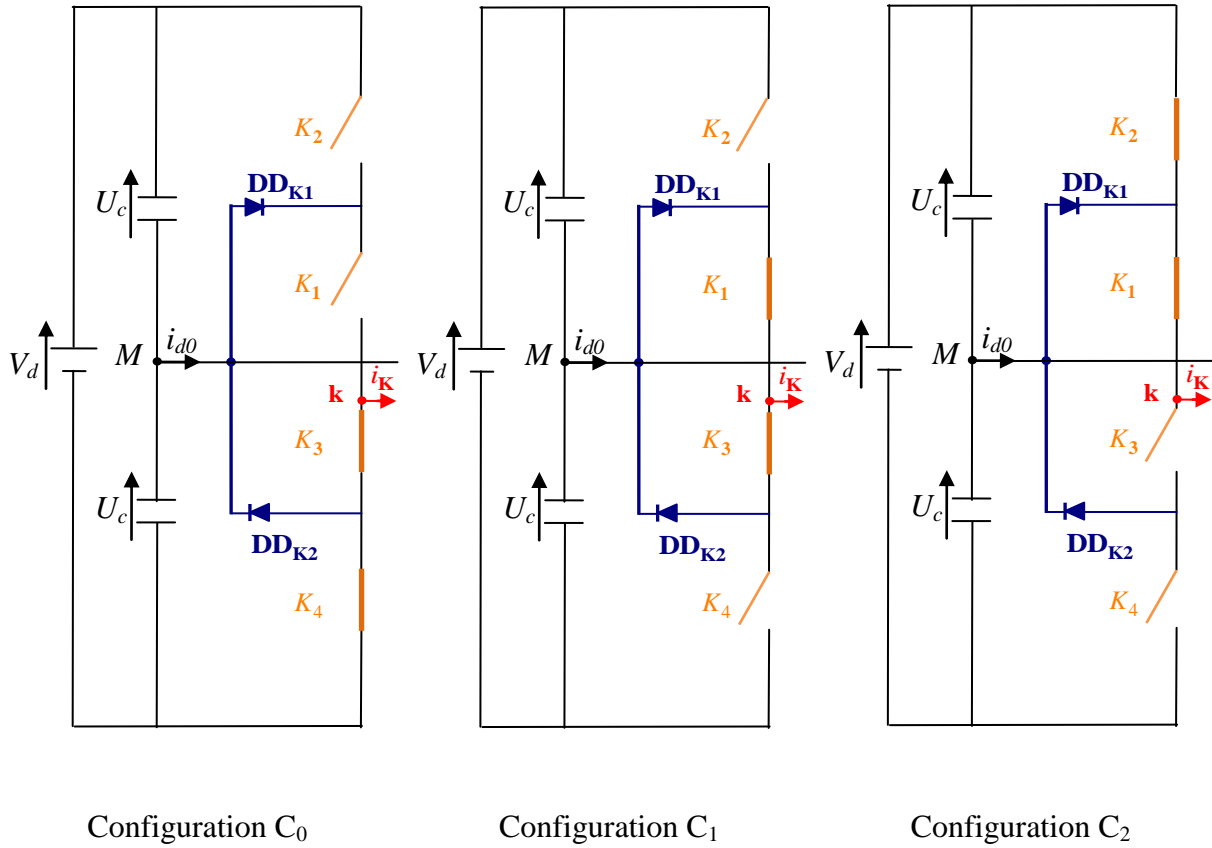 K2
DDK1
Uc
K1
Vd
M
id0
k
iK
K3
Uc
DDK2
K4
Configuration C0
K2
DDK1
Uc
K1
Vd
M
id0
k
iK
K3
Uc
DDK2
K4
Configuration C1
K2
DDK1
Uc
K1
Vd
M
id0
k
iK
K3
Uc
DDK2
K4
Configuration C2